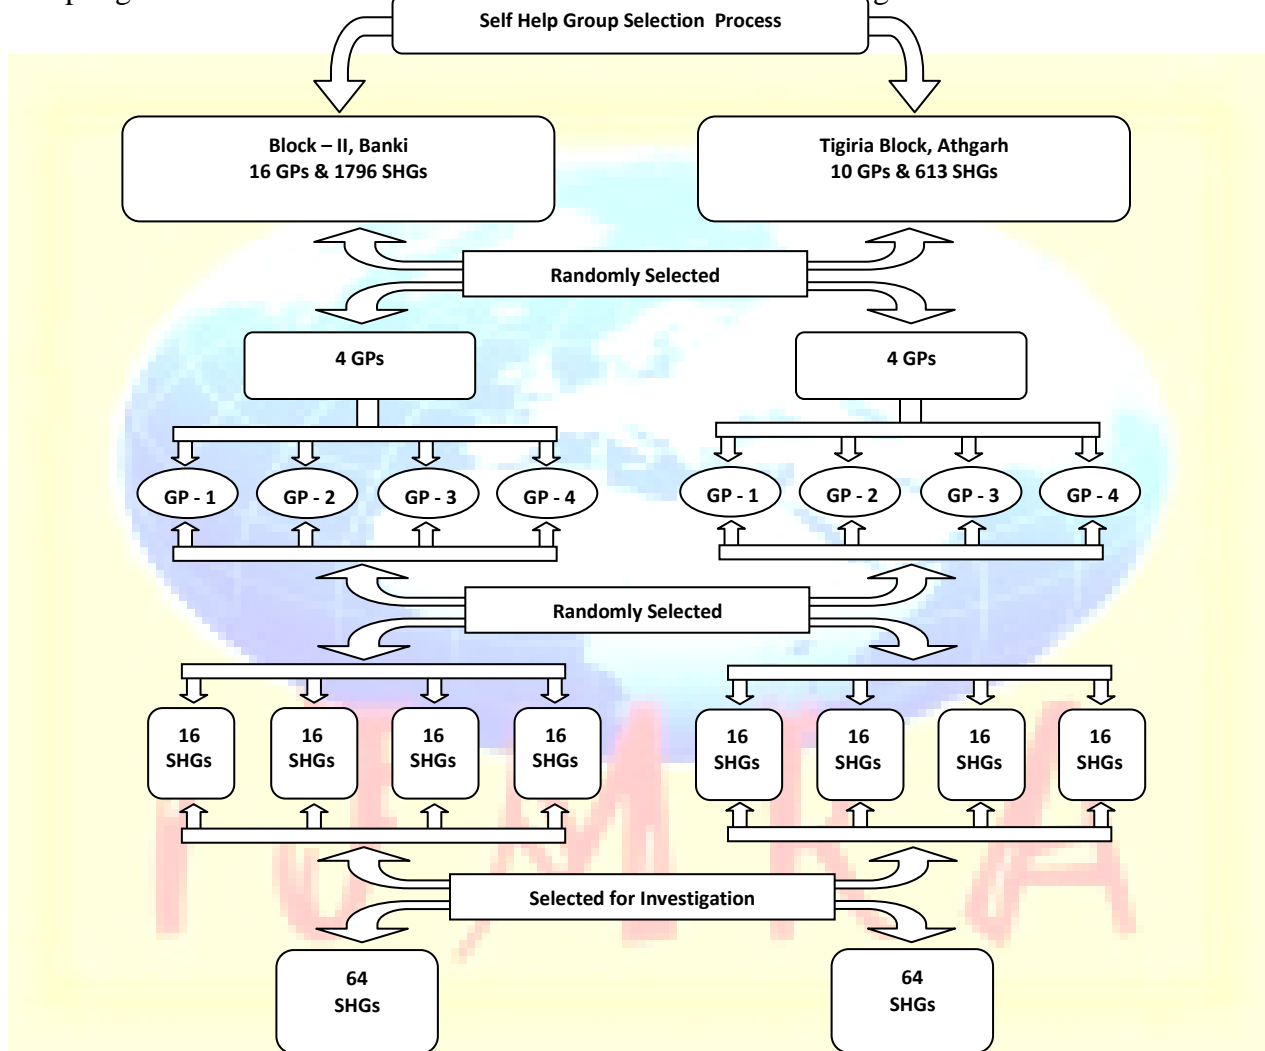 Self Help Group Selection Process
Block – II, Banki
16 GPs & 1796 SHGs
Tigiria Block, Athgarh
10 GPs & 613 SHGs
Randomly Selected
4 GPs
4 GPs
GP - 1
GP - 2
GP - 3
GP - 4
GP - 1
GP - 2
GP - 3
GP - 4
Randomly Selected
16
SHGs
16
SHGs
16
SHGs
16
SHGs
16
SHGs
16
SHGs
16
SHGs
16
SHGs
Selected for Investigation
64
SHGs
64
SHGs